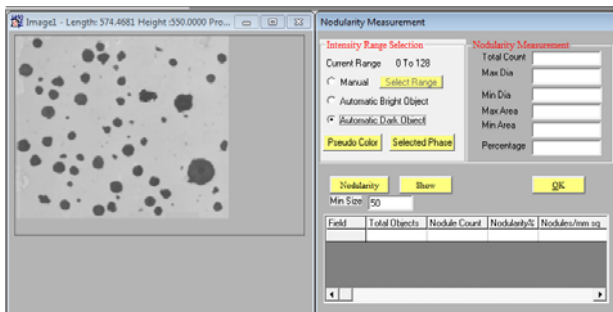 Image1 - Length: 574.4681 Height :550.0000 Pro...
Nodularity Measurement
Intensity Range Selection
Current Range 0 To 128
Manual Select Range
Automatic Bright Object
Automatic Dark Object
Pseudo Color Selected Phase
Nodularity Measurement
Total Count
Max Dia
Min Dia
Max Area
Min Area
Percentage
Nodularity Show OK
Min Size 50
Field Total Objects Nodule Count Nodularity% Nodules/mm sq